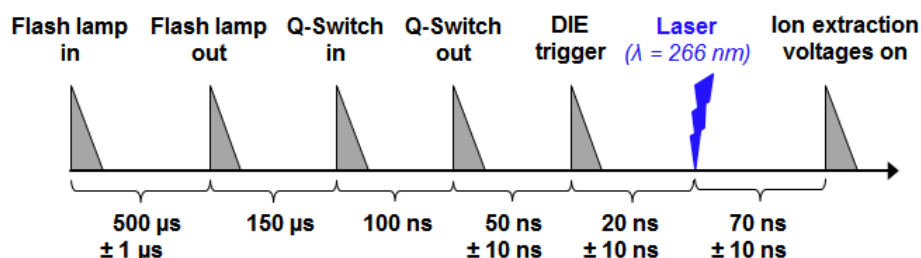 Flash lamp in
Flash lamp out
Q-Switch in
Q-Switch out
DIE trigger
Laser
(λ = 266 nm)
Ion extraction voltages on
500 µs ± 1 µs
150 µs
100 ns
50 ns ± 10 ns
20 ns ± 10 ns
70 ns ± 10 ns